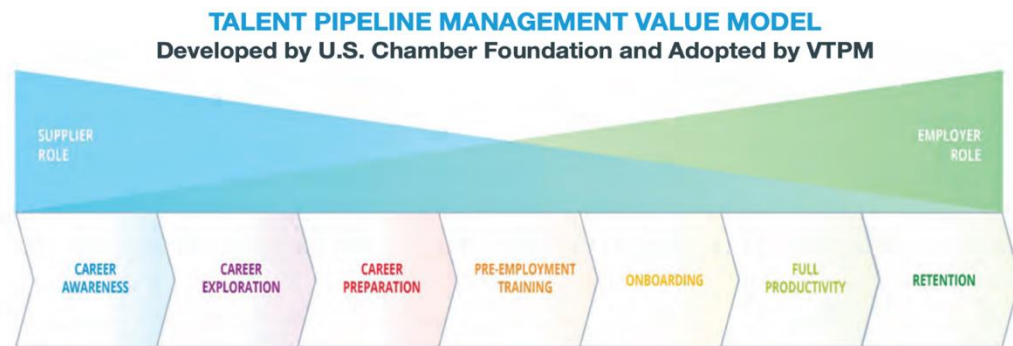 TALENT PIPELINE MANAGEMENT VALUE MODEL
Developed by U.S. Chamber Foundation and Adopted by VTPM
SUPPLIER
ROLE
EMPLOYER
ROLE
CAREER
AWARENESS
CAREER
EXPLORATION
CAREER
PREPARATION
PRE-EMPLOYMENT
TRAINING
ONBOARDING
FULL
PRODUCTIVITY
RETENTION